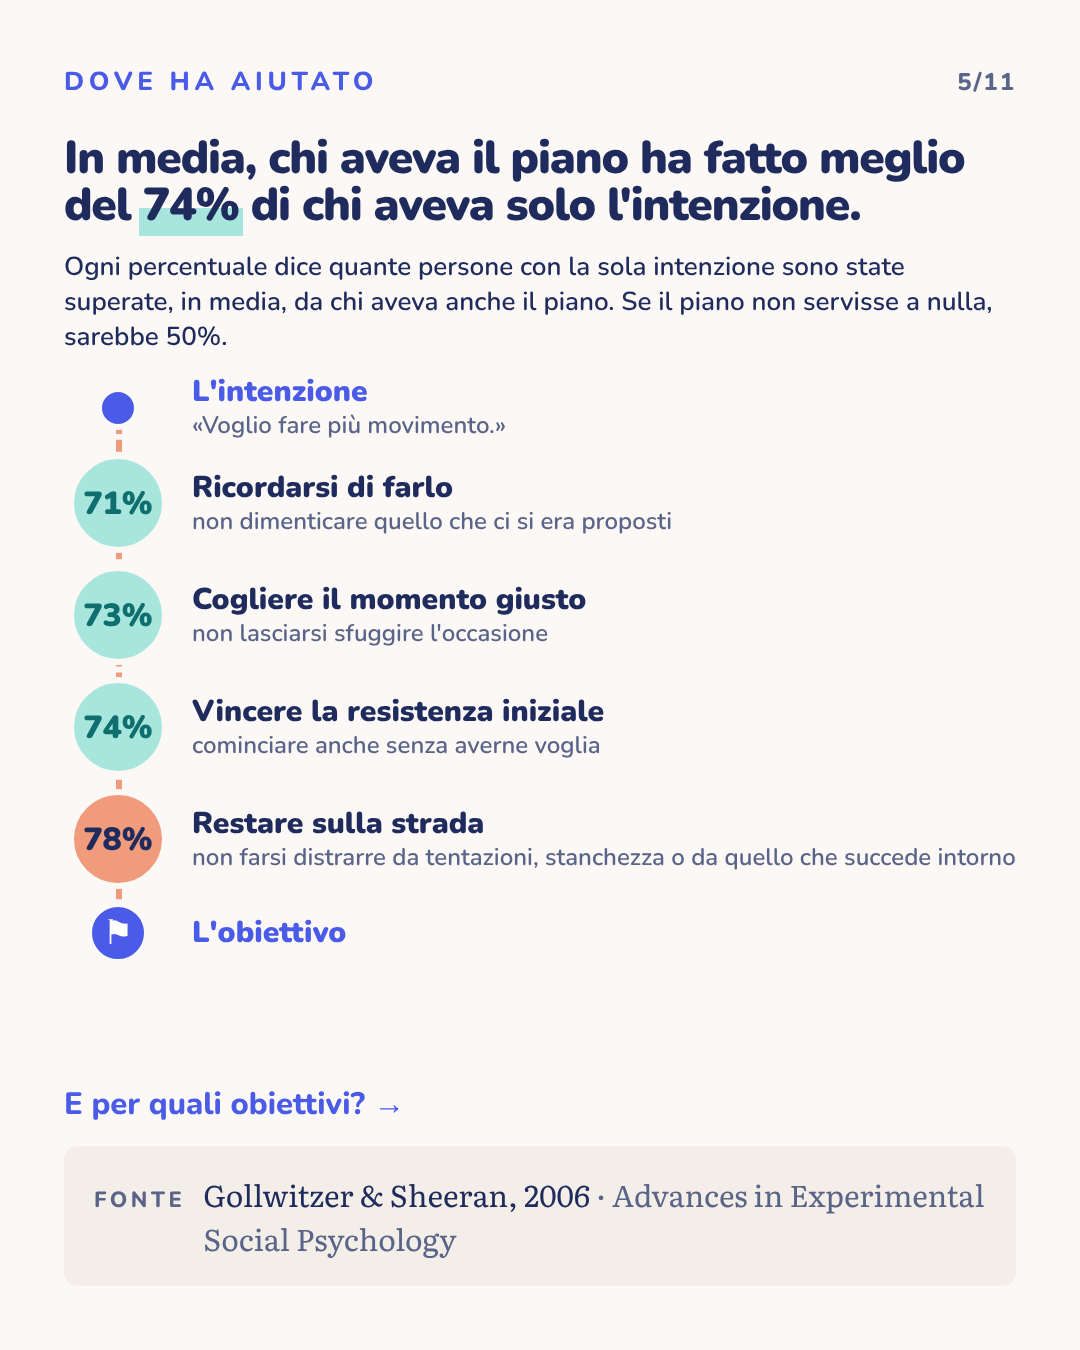 DOVE HA AIUTATO
5/11
In media, chi aveva il piano ha fatto meglio
del 74% di chi aveva solo l'intenzione.
Ogni percentuale dice quante persone con la sola intenzione sono state
superate, in media, da chi aveva anche il piano. Se il piano non servisse a nulla,
sarebbe 50%.
L'intenzione
«Voglio fare più movimento.»
71%
Ricordarsi di farlo
non dimenticare quello che ci si era proposti
73%
Cogliere il momento giusto
non lasciarsi sfuggire l'occasione
74%
Vincere la resistenza iniziale
cominciare anche senza averne voglia
78%
Restare sulla strada
non farsi distrarre da tentazioni, stanchezza o da quello che succede intorno
L'obiettivo
E per quali obiettivi? →
FONTE Gollwitzer & Sheeran, 2006 · Advances in Experimental
Social Psychology